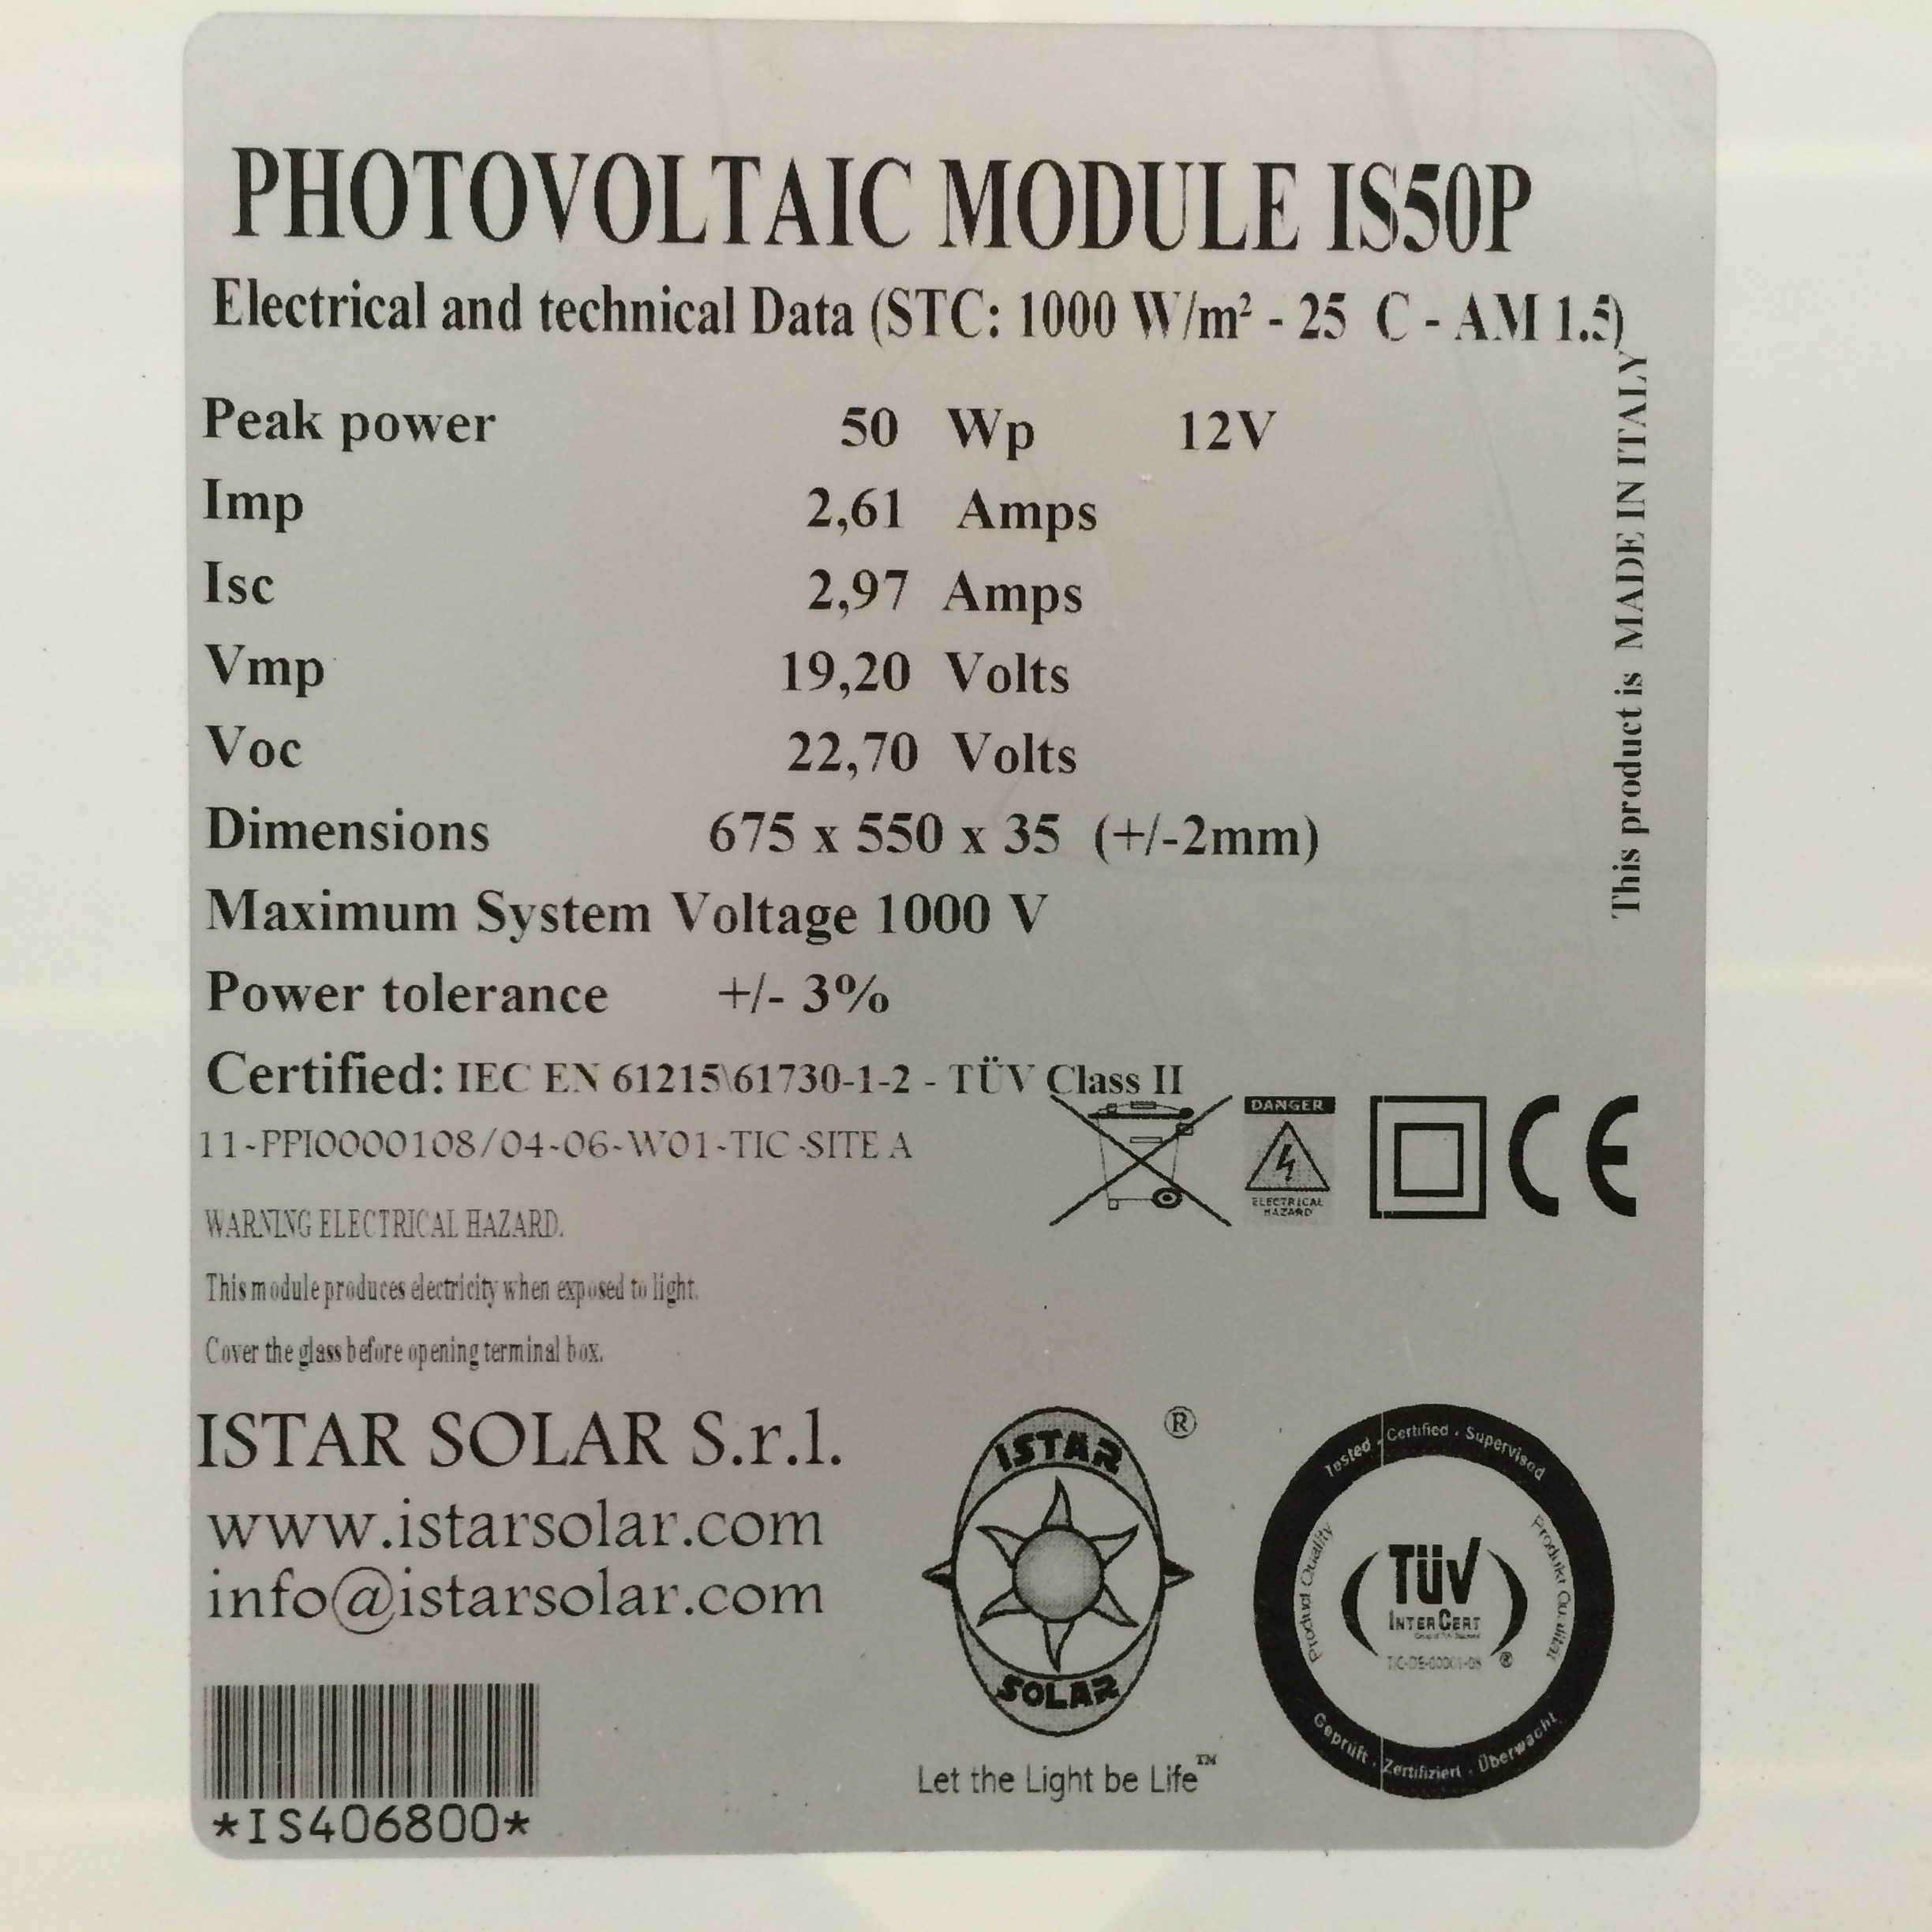 PHOTOVOLTAIC MODULE IS50P
Electrical and technical Data (STC: 1000 W/m² - 25 C - AM 1.5)
Peak power 50 Wp 12V
Imp 2,61 Amps
Isc 2,97 Amps
Vmp 19,20 Volts
Voc 22,70 Volts
Dimensions 675 x 550 x 35 (+/-2mm)
Maximum System Voltage 1000 V
Power tolerance +/- 3%
This product is MADE IN ITALY
Certified: IEC EN 61215\61730-1-2 - TÜV Class II
11-PPI0000108/04-06-W01-TIC -SITE A
DANGER
ELECTRICAL
HAZARD
CE
WARNING ELECTRICAL HAZARD.
This module produces electricity when exposed to light.
Cover the glass before opening terminal box.
ISTAR SOLAR S.r.l.
www.istarsolar.com
info@istarsolar.com
*IS406800*
ISTAR
SOLAR
®
Let the Light be Life™
Tested . Certified . Supervised
Product Quality
Produkt Qualität
TÜV
INTERCERT
®
Geprüft . Zertifiziert . Überwacht